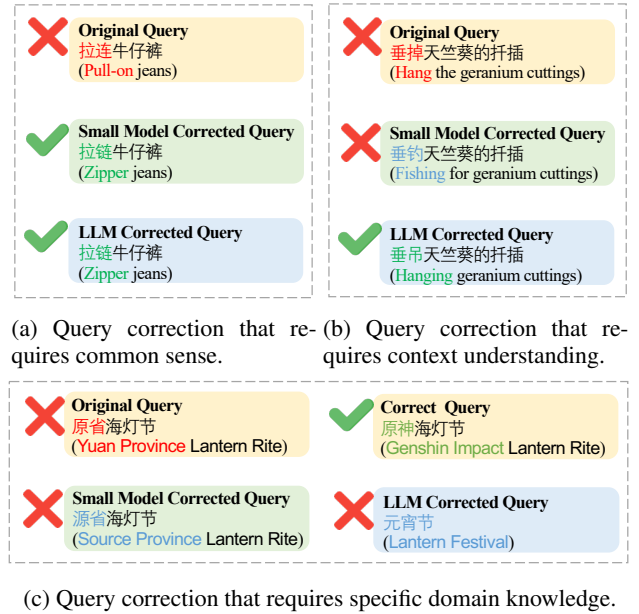 Original Query
拉连牛仔裤
(Pull-on jeans)
Small Model Corrected Query
拉链牛仔裤
(Zipper jeans)
LLM Corrected Query
拉链牛仔裤
(Zipper jeans)
(a) Query correction that re-
quires common sense.
Original Query
垂掉天竺葵的扦插
(Hang the geranium cuttings)
Small Model Corrected Query
垂钓天竺葵的扦插
(Fishing for geranium cuttings)
LLM Corrected Query
垂吊天竺葵的扦插
(Hanging geranium cuttings)
(b) Query correction that re-
quires context understanding.
Original Query
原省海灯节
(Yuan Province Lantern Rite)
Correct Query
原神海灯节
(Genshin Impact Lantern Rite)
Small Model Corrected Query
源省海灯节
(Source Province Lantern Rite)
LLM Corrected Query
元宵节
(Lantern Festival)
(c) Query correction that requires specific domain knowledge.